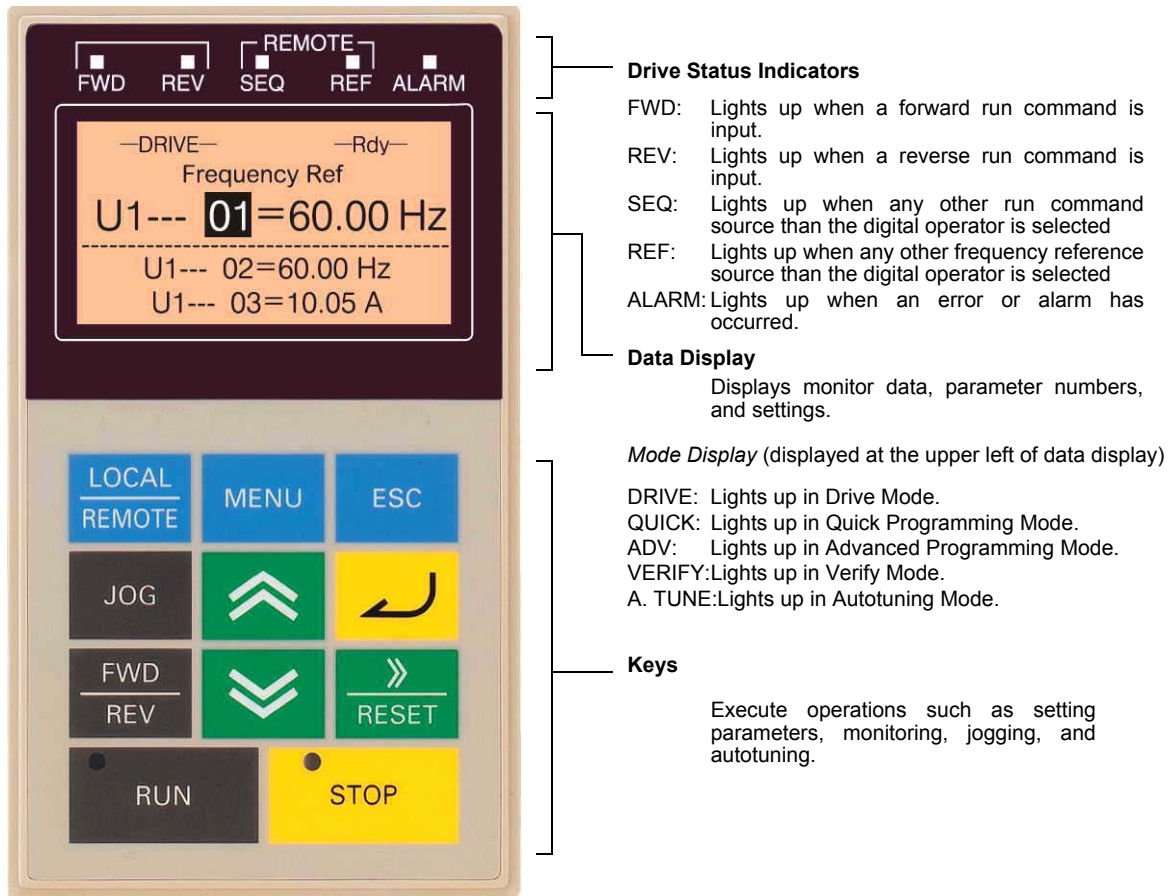 REMOTE
FWD REV SEQ REF ALARM
—DRIVE— —Rdy—
Frequency Ref
U1--- 01=60.00 Hz
U1--- 02=60.00 Hz
U1--- 03=10.05 A
LOCAL
REMOTE
MENU
ESC
JOG
FWD
REV
RESET
RUN
STOP
Drive Status Indicators
FWD: Lights up when a forward run command is
input.
REV: Lights up when a reverse run command is
input.
SEQ: Lights up when any other run command
source than the digital operator is selected
REF: Lights up when any other frequency reference
source than the digital operator is selected
ALARM: Lights up when an error or alarm has
occurred.
Data Display
Displays monitor data, parameter numbers,
and settings.
Mode Display (displayed at the upper left of data display)
DRIVE: Lights up in Drive Mode.
QUICK: Lights up in Quick Programming Mode.
ADV: Lights up in Advanced Programming Mode.
VERIFY:Lights up in Verify Mode.
A. TUNE:Lights up in Autotuning Mode.
Keys
Execute operations such as setting
parameters, monitoring, jogging, and
autotuning.